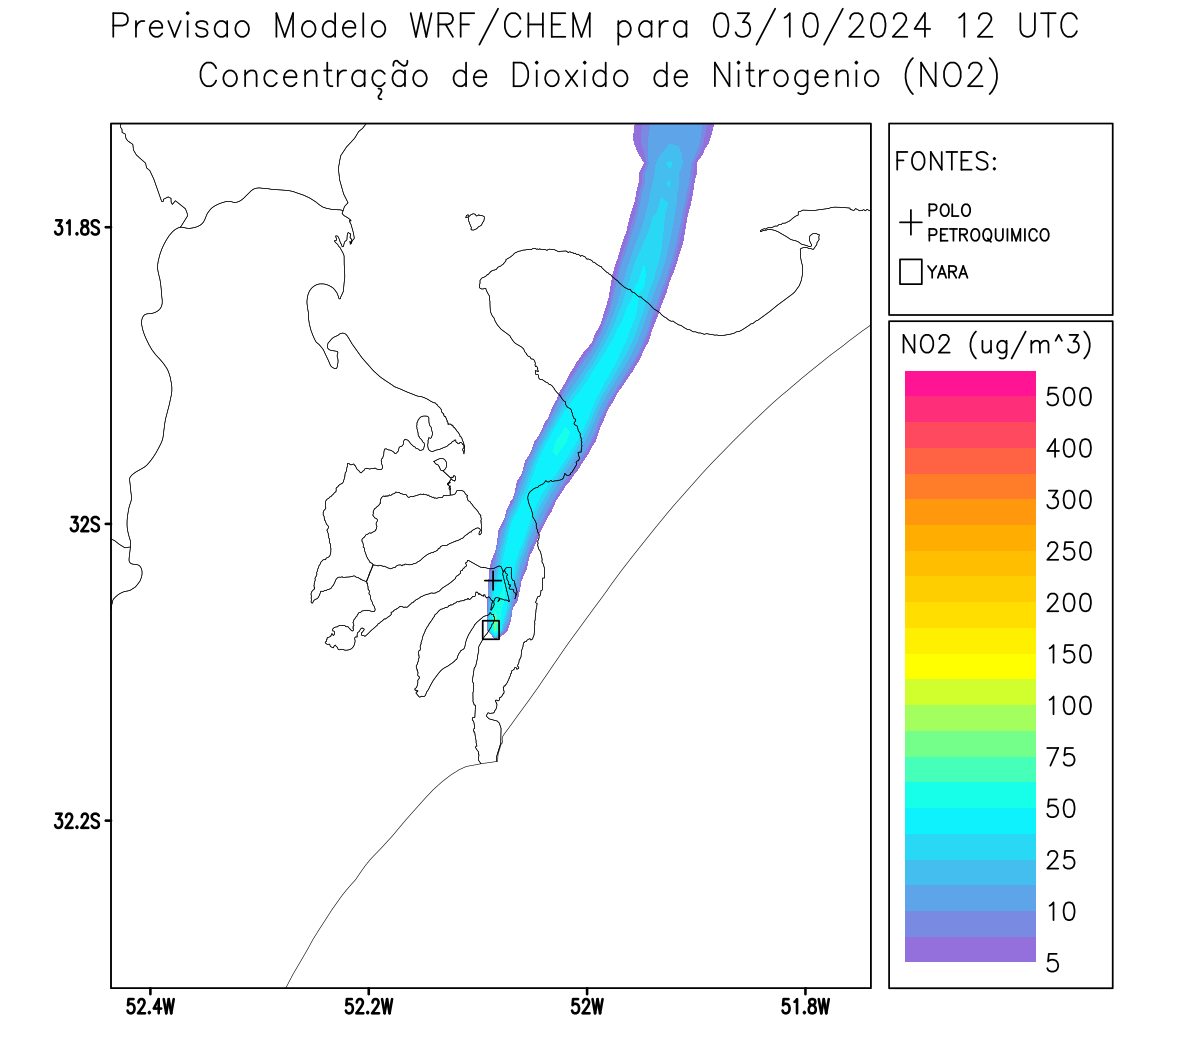 Previsao Modelo WRF/CHEM para 03/10/2024 12 UTC
Concentração de Dioxido de Nitrogenio (NO2)
FONTES:
POLO
PETROQUIMICO
YARA
NO2 (ug/m^3)
500
400
300
250
200
150
100
75
50
25
10
5
31.8S
32S
32.2S
52.4W
52.2W
52W
51.8W